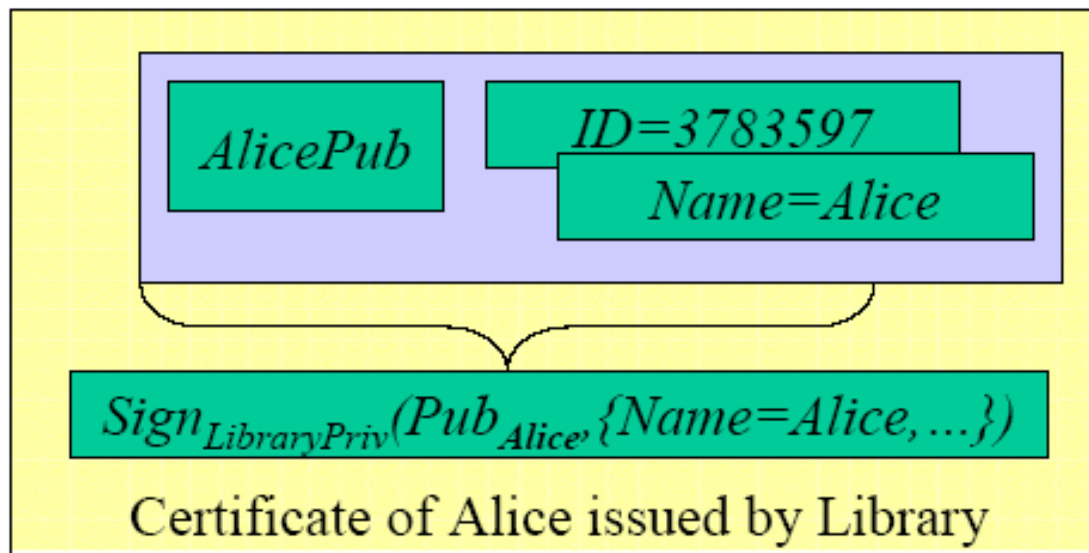 AlicePub
ID=3783597
Name=Alice
Sign_LibraryPriv(Pub_Alice,{Name=Alice,...})
Certificate of Alice issued by Library